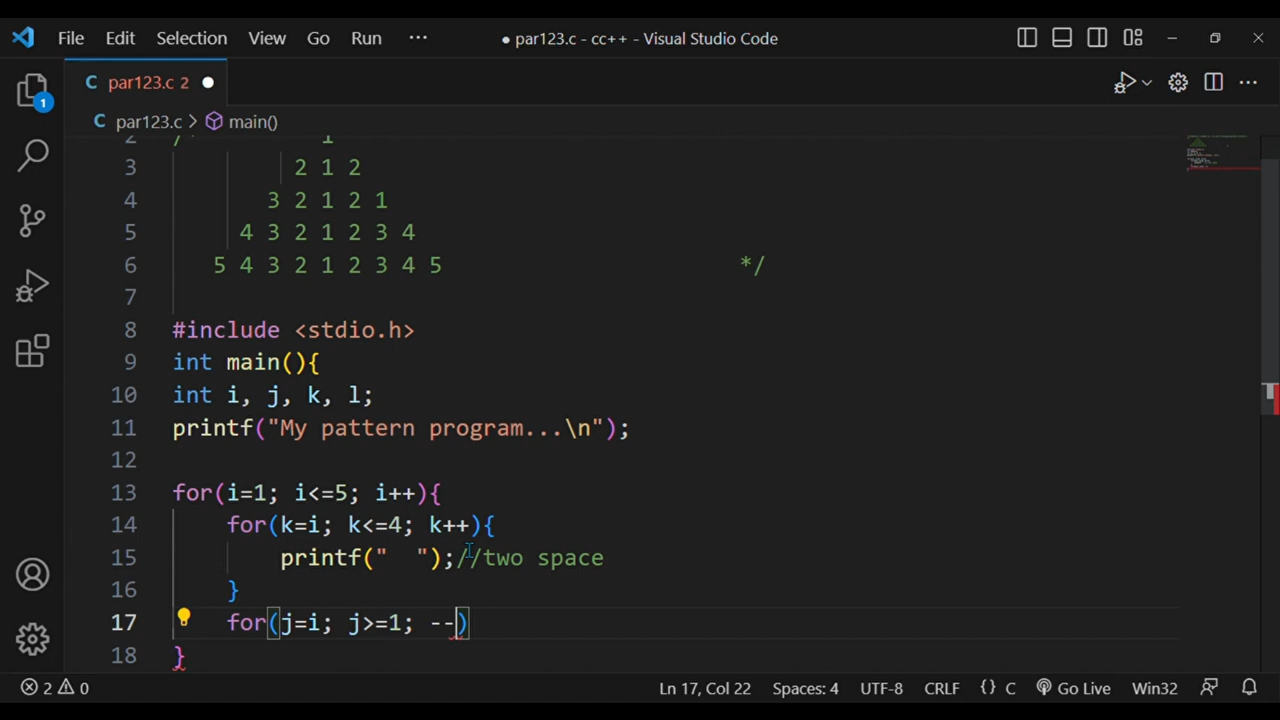 File Edit Selection View Go Run ··· ● par123.c - cc++ - Visual Studio Code
C par123.c 2 ●
C par123.c > main()
2 /* 1
3 2 1 2
4 3 2 1 2 1
5 4 3 2 1 2 3 4
6 5 4 3 2 1 2 3 4 5 */
7
8 #include <stdio.h>
9 int main(){
10 int i, j, k, l;
11 printf("My pattern program...\n");
12
13 for(i=1; i<=5; i++){
14 for(k=i; k<=4; k++){
15 printf("  ");//two space
16 }
17 for(j=i; j>=1; --)
18 }
1
2 0 Ln 17, Col 22 Spaces: 4 UTF-8 CRLF {} C Go Live Win32